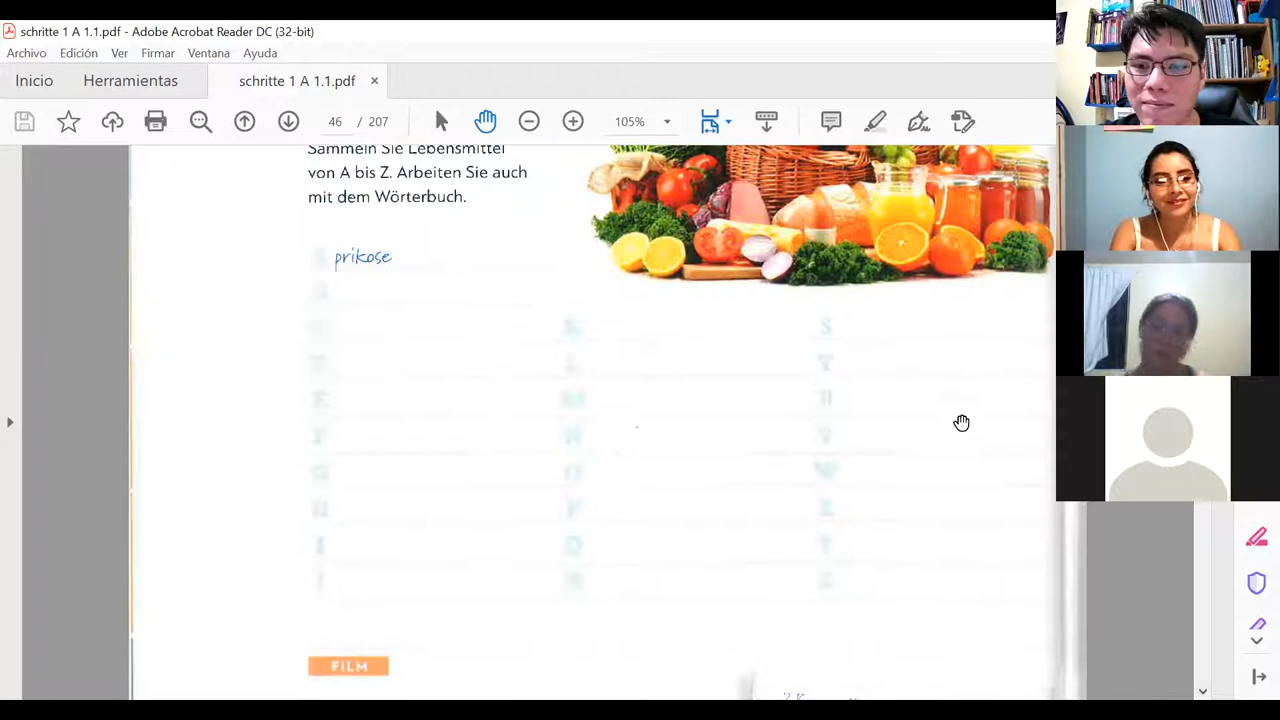 schritte 1 A 1.1.pdf - Adobe Acrobat Reader DC (32-bit)
Archivo Edición Ver Firmar Ventana Ayuda
Inicio Herramientas schritte 1 A 1.1.pdf ×
46 / 207 105%
Sammeln Sie Lebensmittel
von A bis Z. Arbeiten Sie auch
mit dem Wörterbuch.
prikose
K S
E M U
F N V
G O W
H P X
I Q Y
J R Z
FILM